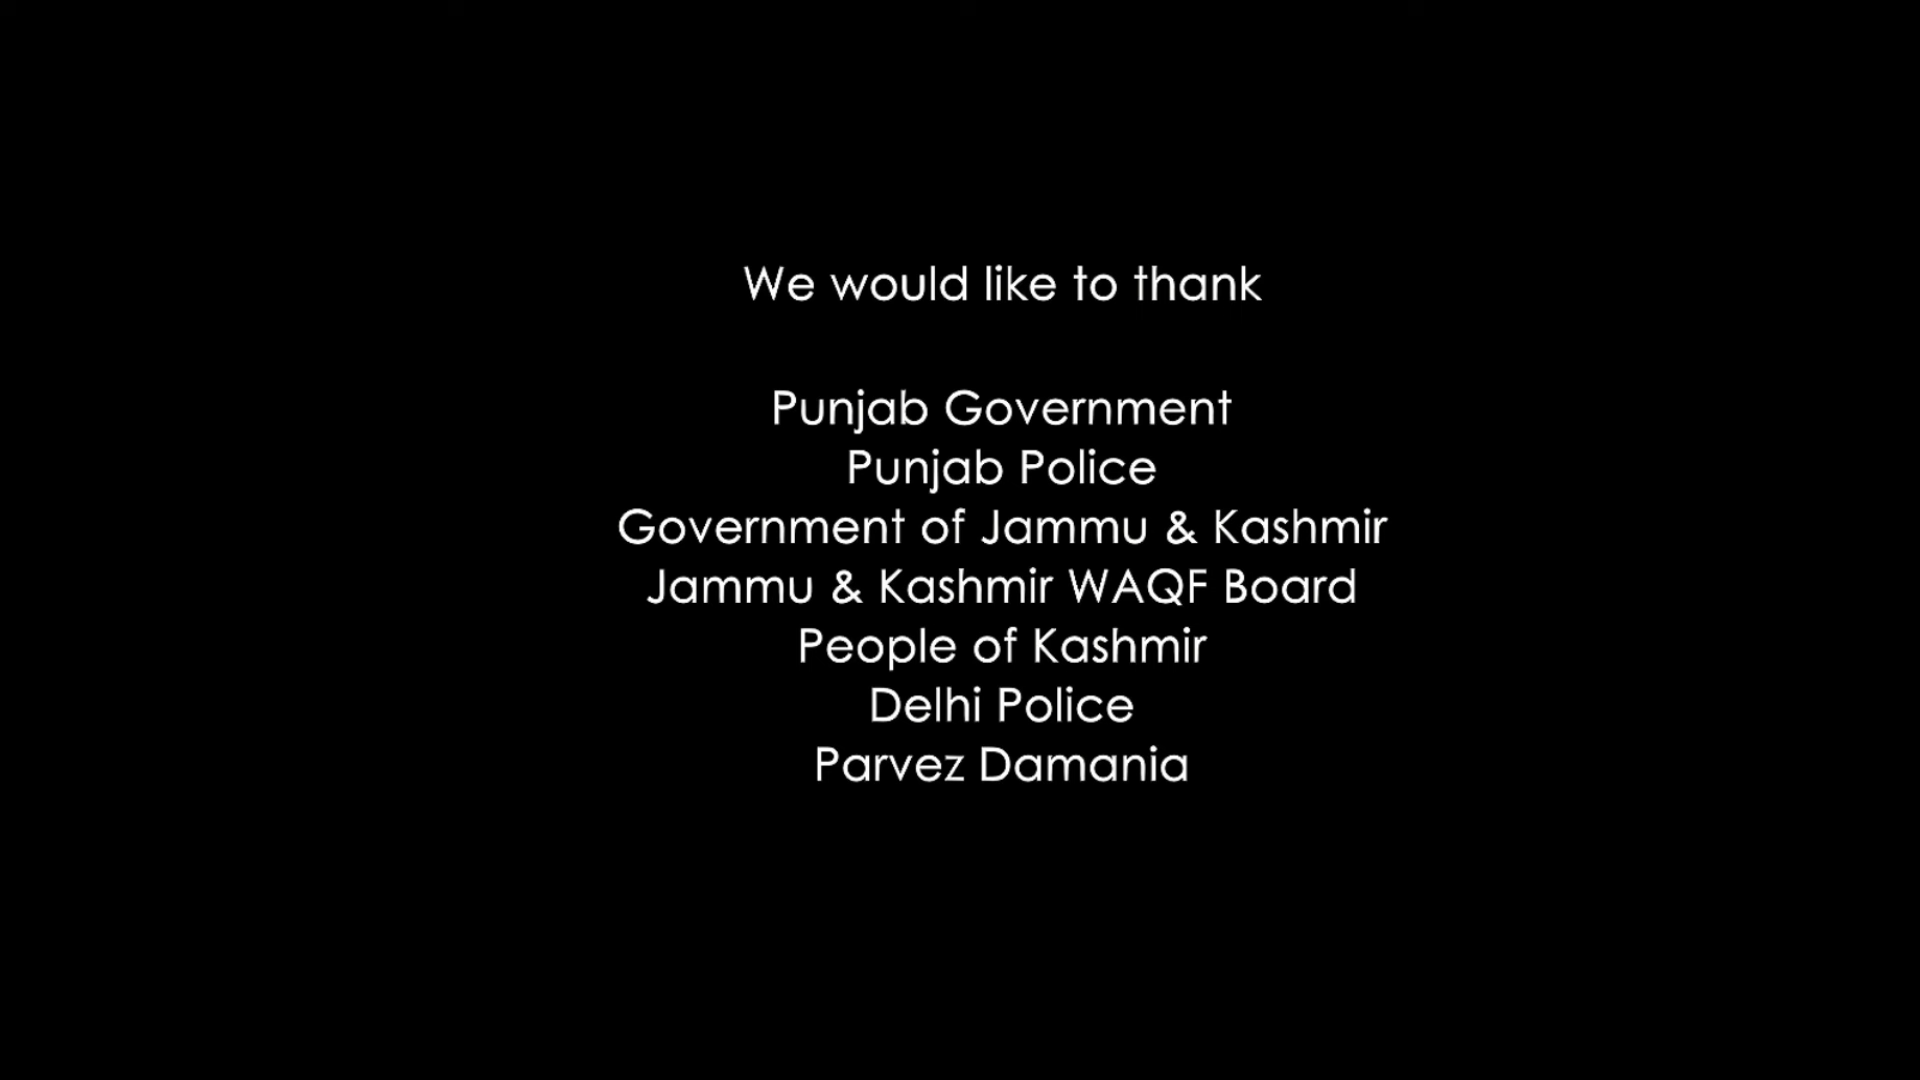 We would like to thank
Punjab Government
Punjab Police
Government of Jammu & Kashmir
Jammu & Kashmir WAQF Board
People of Kashmir
Delhi Police
Parvez Damania